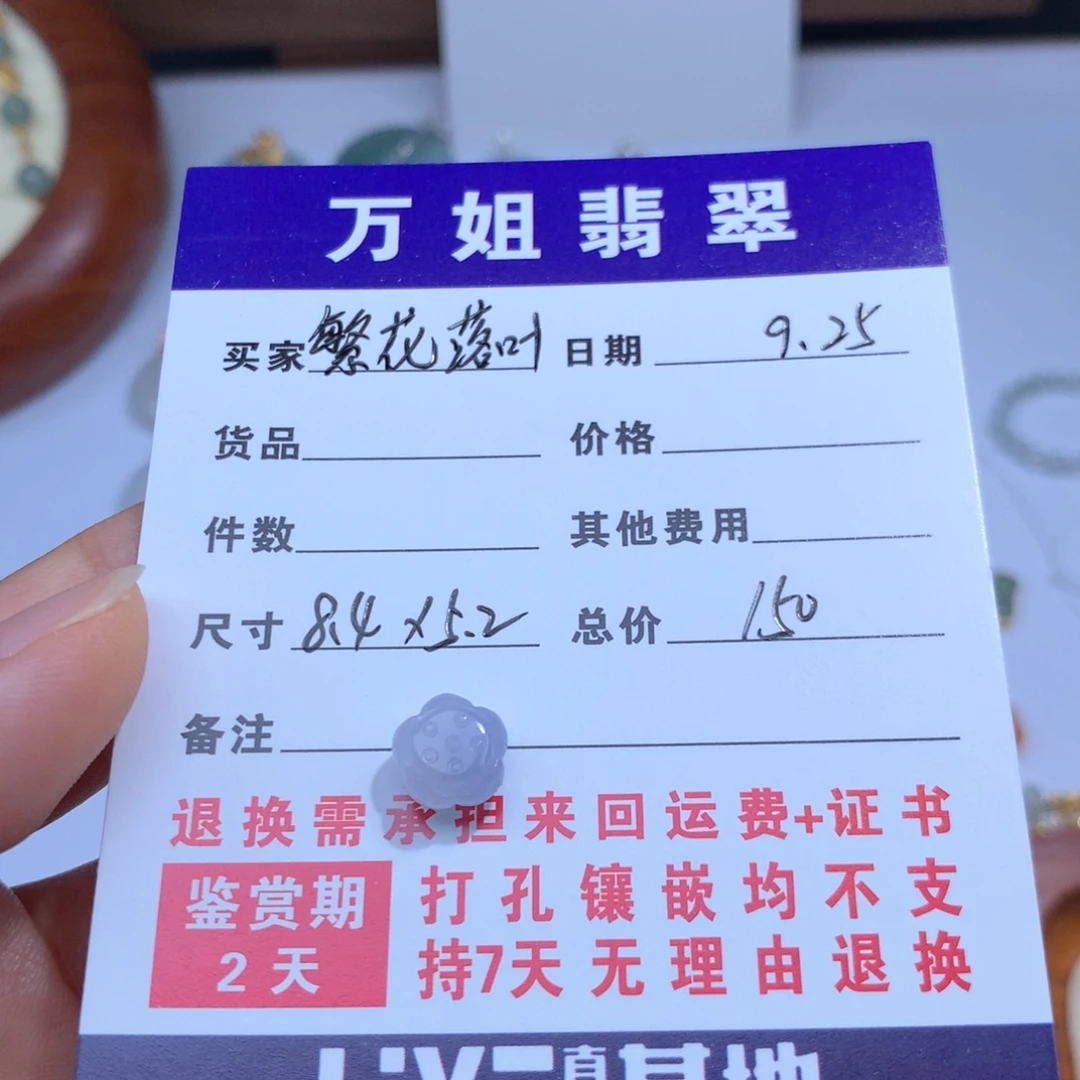 万姐翡翠
买家 繁花落叶 日期 9.25
货品 价格
件数 其他费用
尺寸 8.4×5.2 总价 150
备注
退换需承担来回运费+证书
鉴赏期 打孔镶嵌均不支
2天 持7天无理由退换